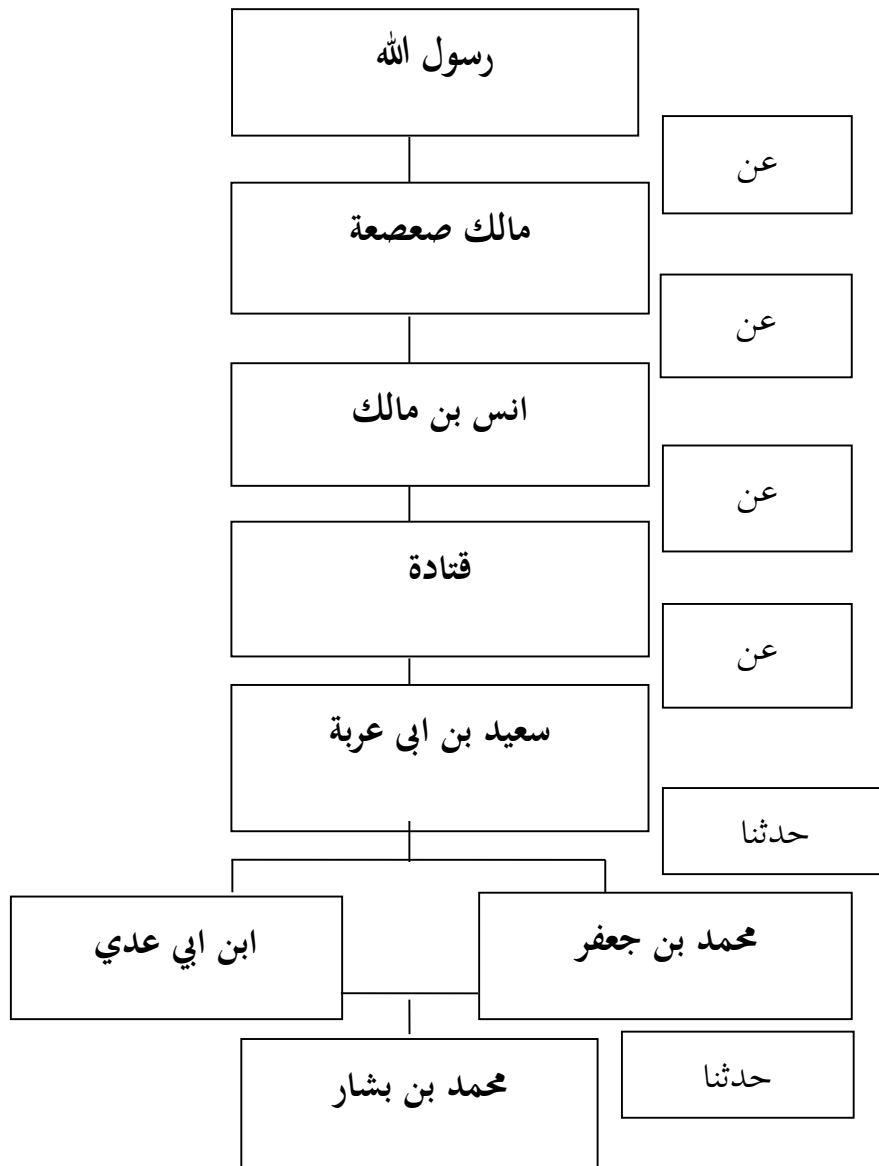 رسول الله
عن
مالك صعصعة
عن
انس بن مالك
عن
قتادة
عن
سعيد بن ابى عربة
حدثنا
محمد بن جعفر
ابن ابي عدي
حدثنا
محمد بن بشار